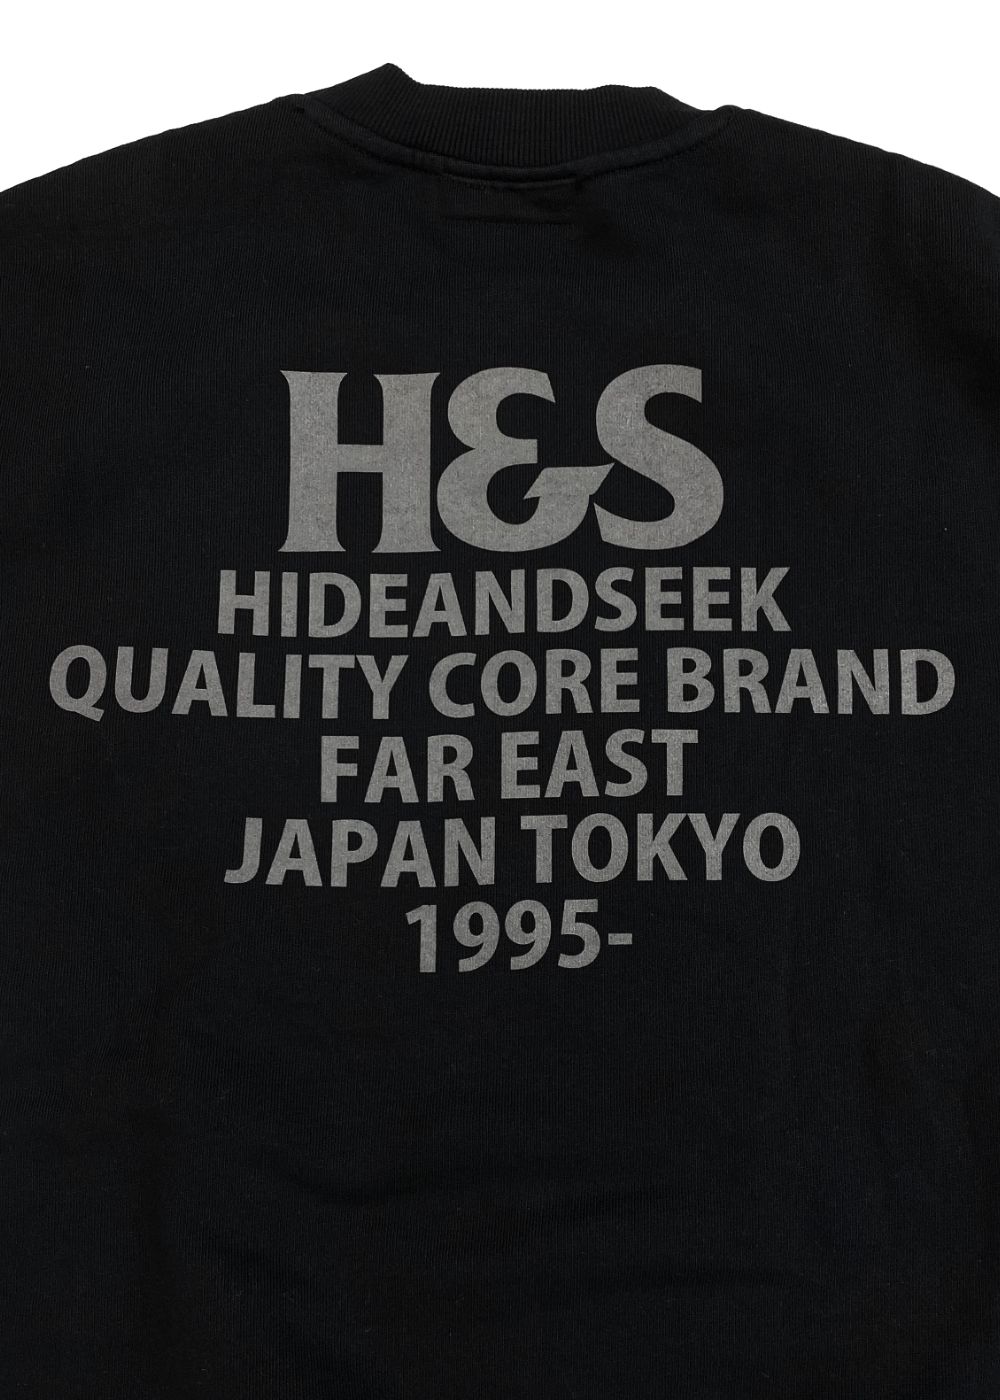 H&S
HIDEANDSEEK
QUALITY CORE BRAND
FAR EAST
JAPAN TOKYO
1995-